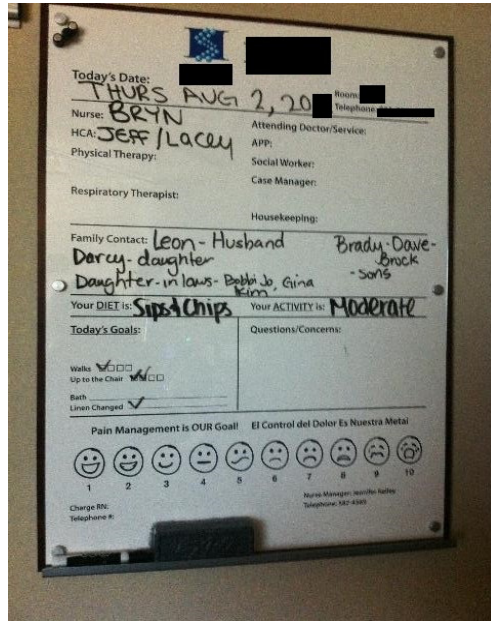 Today's Date:
THURS AUG 2, 20
Room:
Telephone:
Nurse: BRYN
Attending Doctor/Service:
HCA: JEFF/Lacey
APP:
Physical Therapy:
Social Worker:
Case Manager:
Respiratory Therapist:
Housekeeping:
Family Contact: Leon - Husband
Brady - Dave -
Brock
- sons
Darcy - daughter
Daughter-in laws - Bobbi Jo, Gina
Kim
Your DIET is: Sips & Chips
Your ACTIVITY is: Moderate
Today's Goals:
Questions/Concerns:
Walks
Up to the Chair
Bath
Linen Changed
Pain Management is OUR Goal! El Control del Dolor Es Nuestra Meta!
1 2 3 4 5 6 7 8 9 10
Charge RN:
Telephone #:
Nurse Manager: Jennifer
Telephone: